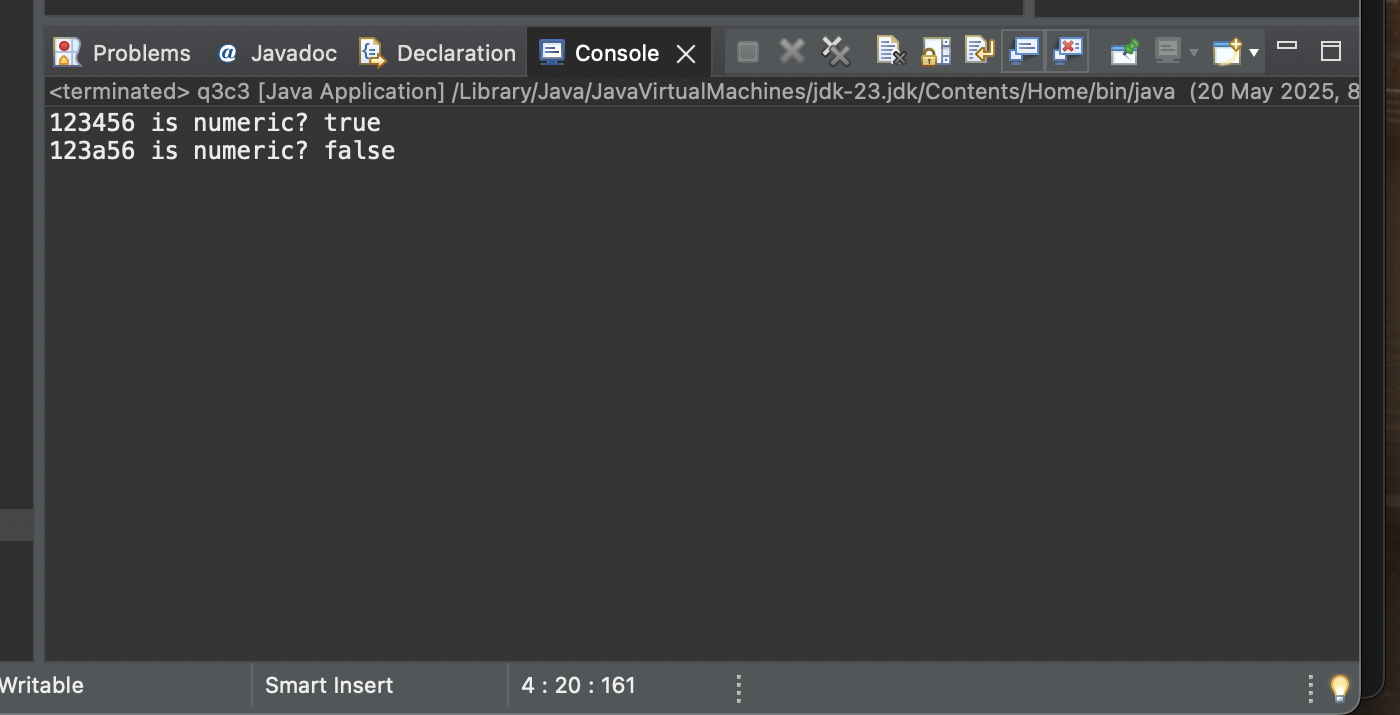 Problems @ Javadoc Declaration Console
<terminated> q3c3 [Java Application] /Library/Java/JavaVirtualMachines/jdk-23.jdk/Contents/Home/bin/java (20 May 2025, 8
123456 is numeric? true
123a56 is numeric? false
Writable Smart Insert 4 : 20 : 161